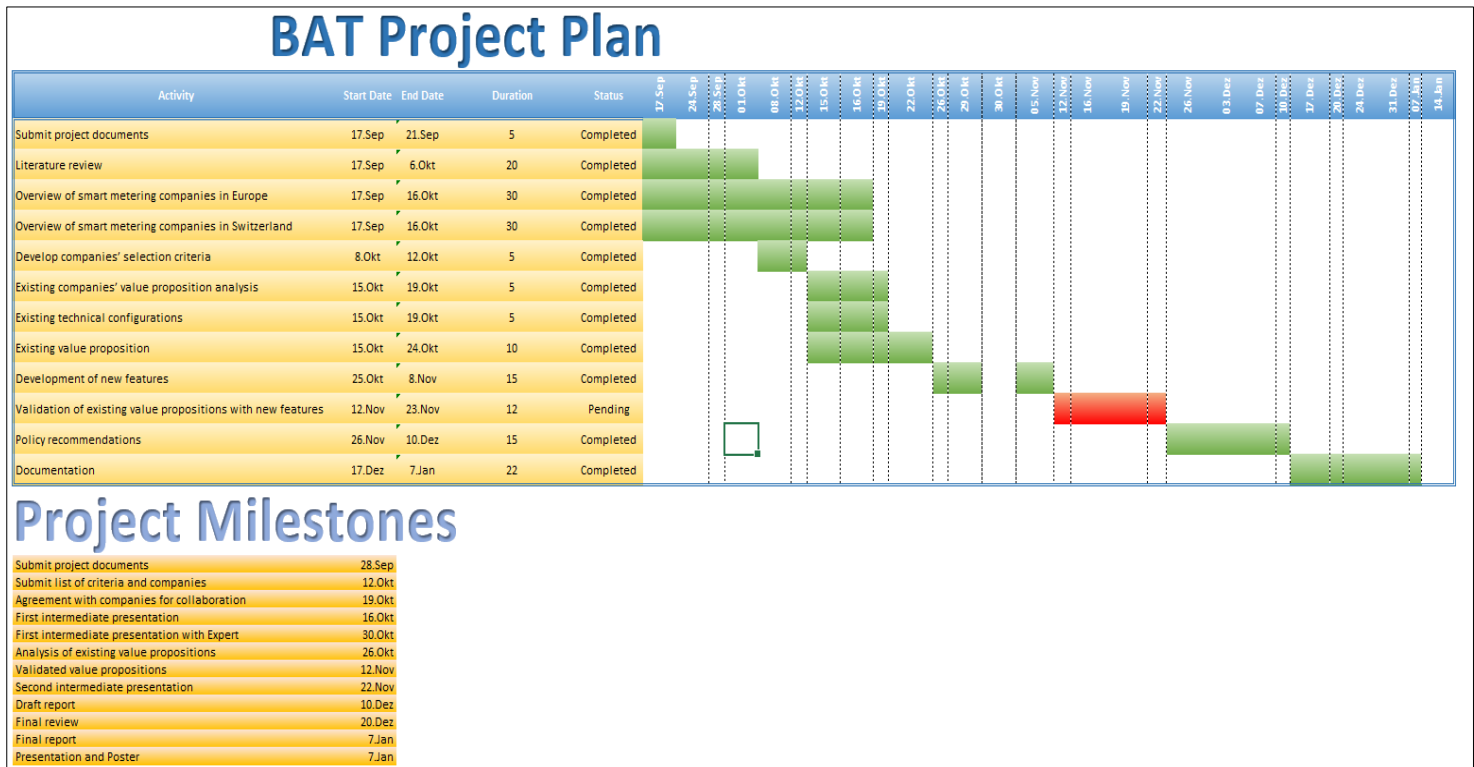 BAT Project Plan
Activity Start Date End Date Duration Status 17.Sep 24.Sep 28.Sep 01.Okt 08.Okt 12.Okt 15.Okt 16.Okt 19.Okt 22.Okt 26.Okt 29.Okt 30.Okt 05.Nov 12.Nov 16.Nov 19.Nov 22.Nov 26.Nov 03.Dez 07.Dez 10.Dez 17.Dez 20.Dez 24.Dez 31.Dez 07.Jan 14.Jan
Submit project documents 17.Sep 21.Sep 5 Completed
Literature review 17.Sep 6.Okt 20 Completed
Overview of smart metering companies in Europe 17.Sep 16.Okt 30 Completed
Overview of smart metering companies in Switzerland 17.Sep 16.Okt 30 Completed
Develop companies' selection criteria 8.Okt 12.Okt 5 Completed
Existing companies' value proposition analysis 15.Okt 19.Okt 5 Completed
Existing technical configurations 15.Okt 19.Okt 5 Completed
Existing value proposition 15.Okt 24.Okt 10 Completed
Development of new features 25.Okt 8.Nov 15 Completed
Validation of existing value propositions with new features 12.Nov 23.Nov 12 Pending
Policy recommendations 26.Nov 10.Dez 15 Completed
Documentation 17.Dez 7.Jan 22 Completed
Project Milestones
Submit project documents 28.Sep
Submit list of criteria and companies 12.Okt
Agreement with companies for collaboration 19.Okt
First intermediate presentation 16.Okt
First intermediate presentation with Expert 30.Okt
Analysis of existing value propositions 26.Okt
Validated value propositions 12.Nov
Second intermediate presentation 22.Nov
Draft report 10.Dez
Final review 20.Dez
Final report 7.Jan
Presentation and Poster 7.Jan